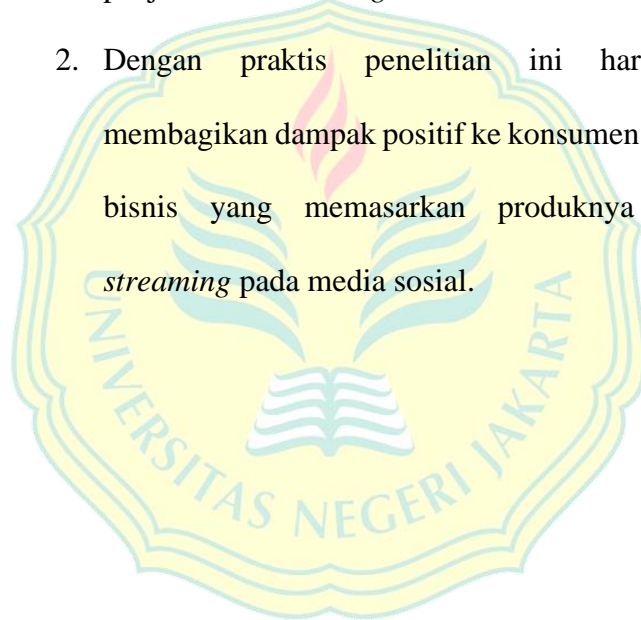 2. Dengan praktis penelitian ini har
membagikan dampak positif ke konsumen
bisnis yang memasarkan produknya
streaming pada media sosial.
UNIVERSITAS NEGERI JAKARTA